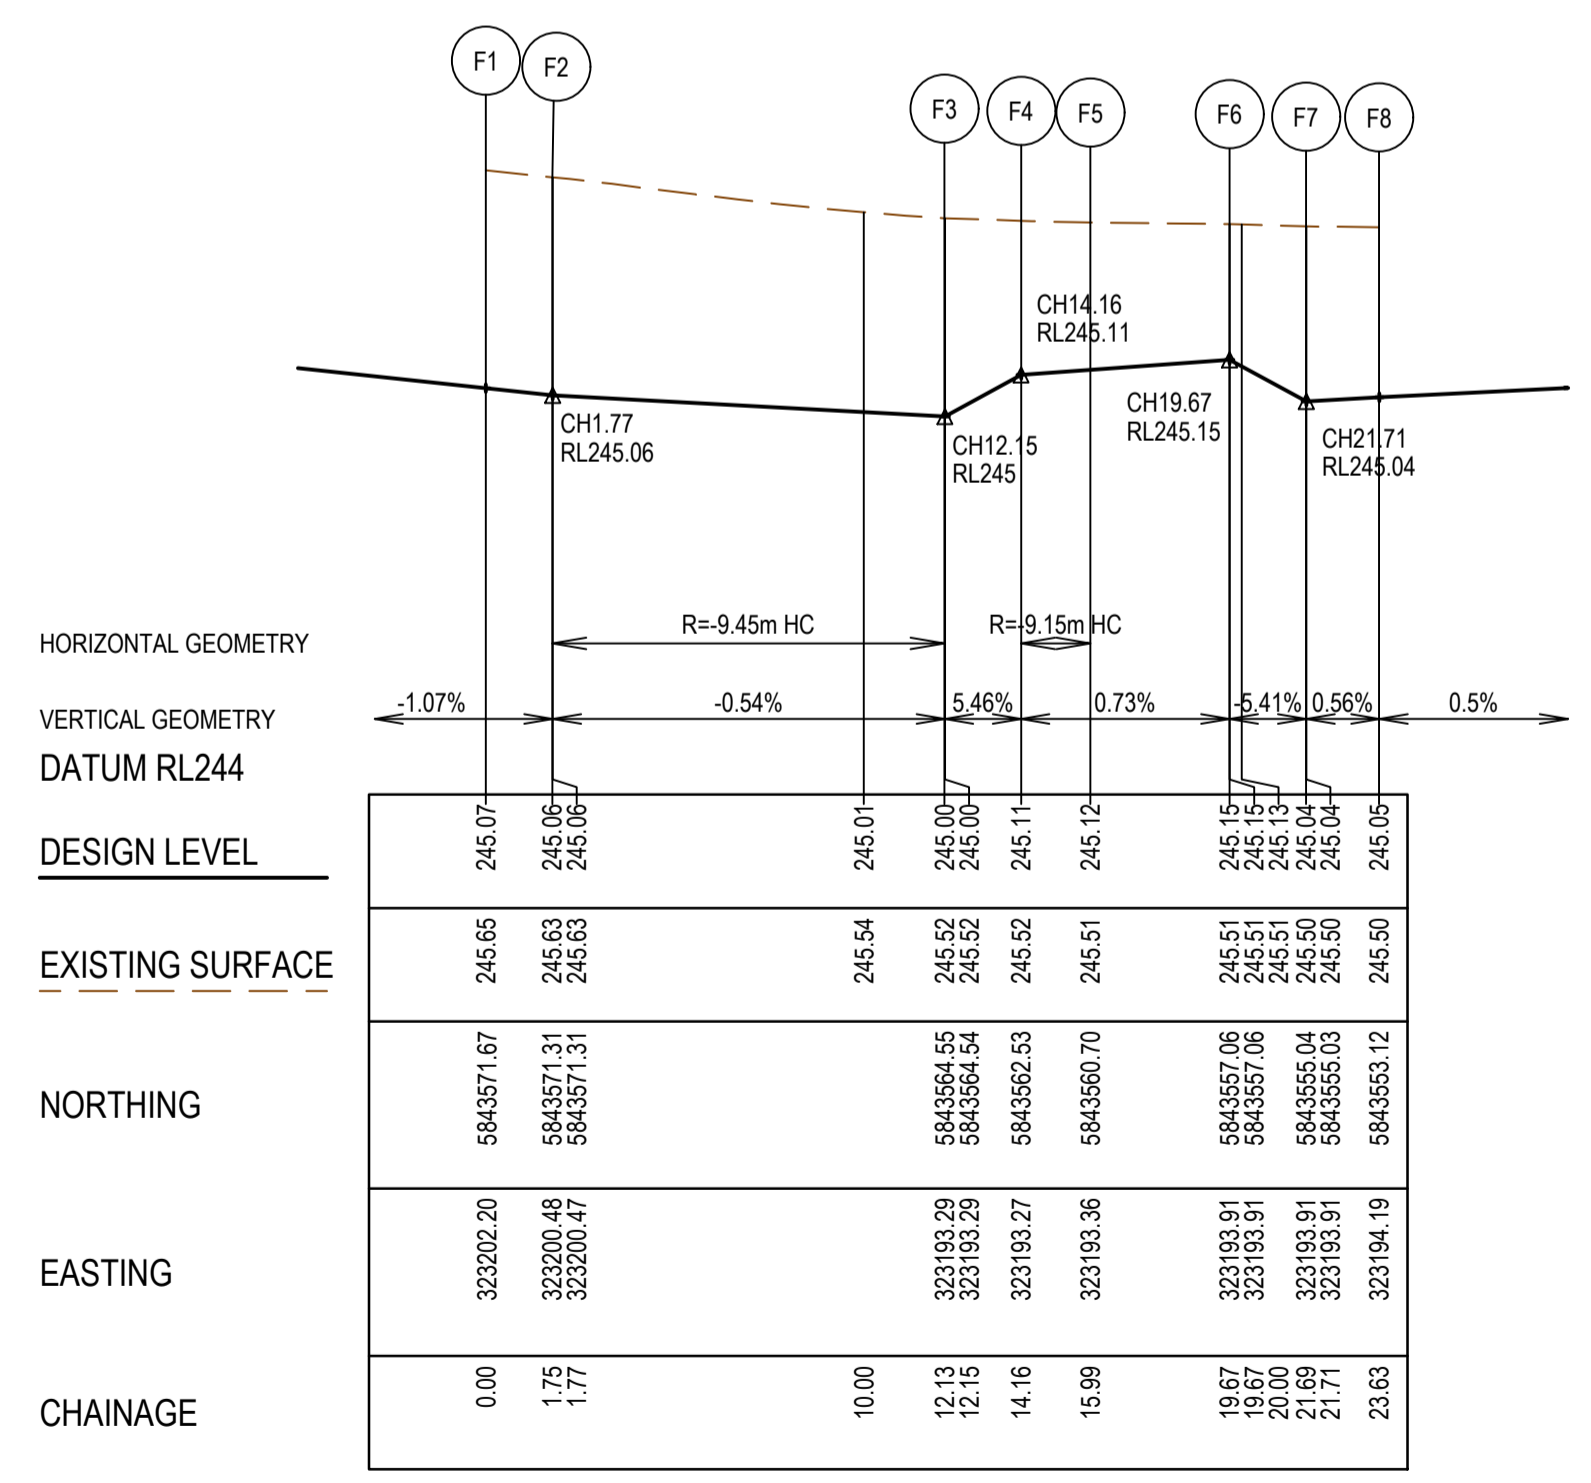 F1 F2 F3 F4 F5 F6 F7 F8
CH14.16
RL245.11
CH1.77
RL245.06
CH12.15
RL245
CH19.67
RL245.15
CH21.71
RL245.04
HORIZONTAL GEOMETRY R=-9.45m HC R=-9.15m HC
VERTICAL GEOMETRY -1.07% -0.54% 5.46% 0.73% -5.41% 0.56% 0.5%
DATUM RL244
DESIGN LEVEL 245.07 245.06 245.06 245.01 245.00 245.00 245.11 245.12 245.15 245.15 245.13 245.04 245.04 245.05
EXISTING SURFACE 245.65 245.63 245.63 245.54 245.52 245.52 245.52 245.51 245.51 245.51 245.51 245.50 245.50 245.50
NORTHING 5843571.67 5843571.31 5843571.31 5843564.55 5843564.54 5843562.53 5843560.70 5843557.06 5843557.06 5843555.04 5843555.03 5843553.12
EASTING 323202.20 323200.48 323200.47 323193.29 323193.29 323193.27 323193.36 323193.91 323193.91 323193.91 323193.91 323194.19
CHAINAGE 0.00 1.75 1.77 10.00 12.13 12.15 14.16 15.99 19.67 19.67 20.00 21.69 21.71 23.63